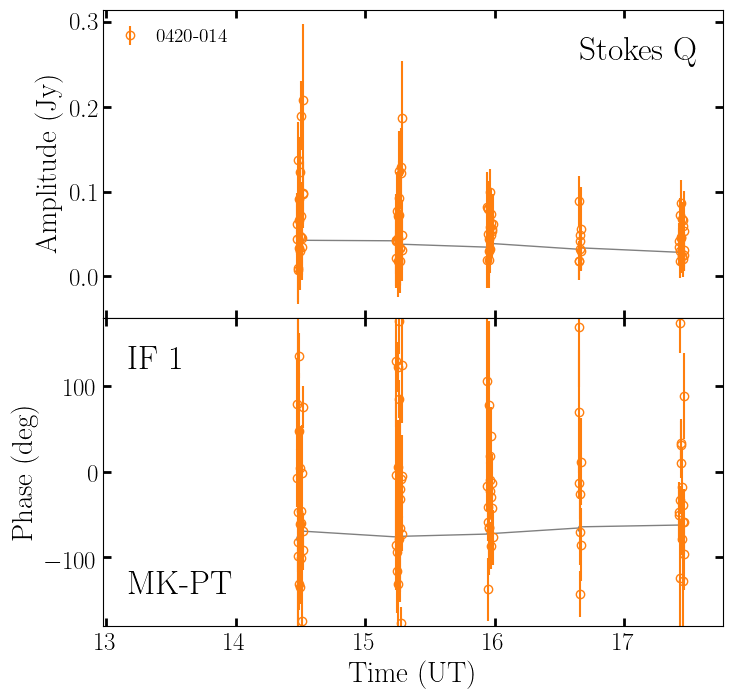 0.3
0420-014
Stokes Q
0.2
0.1
0.0
Amplitude (Jy)
IF 1
100
0
−100
Phase (deg)
MK-PT
13 14 15 16 17
Time (UT)